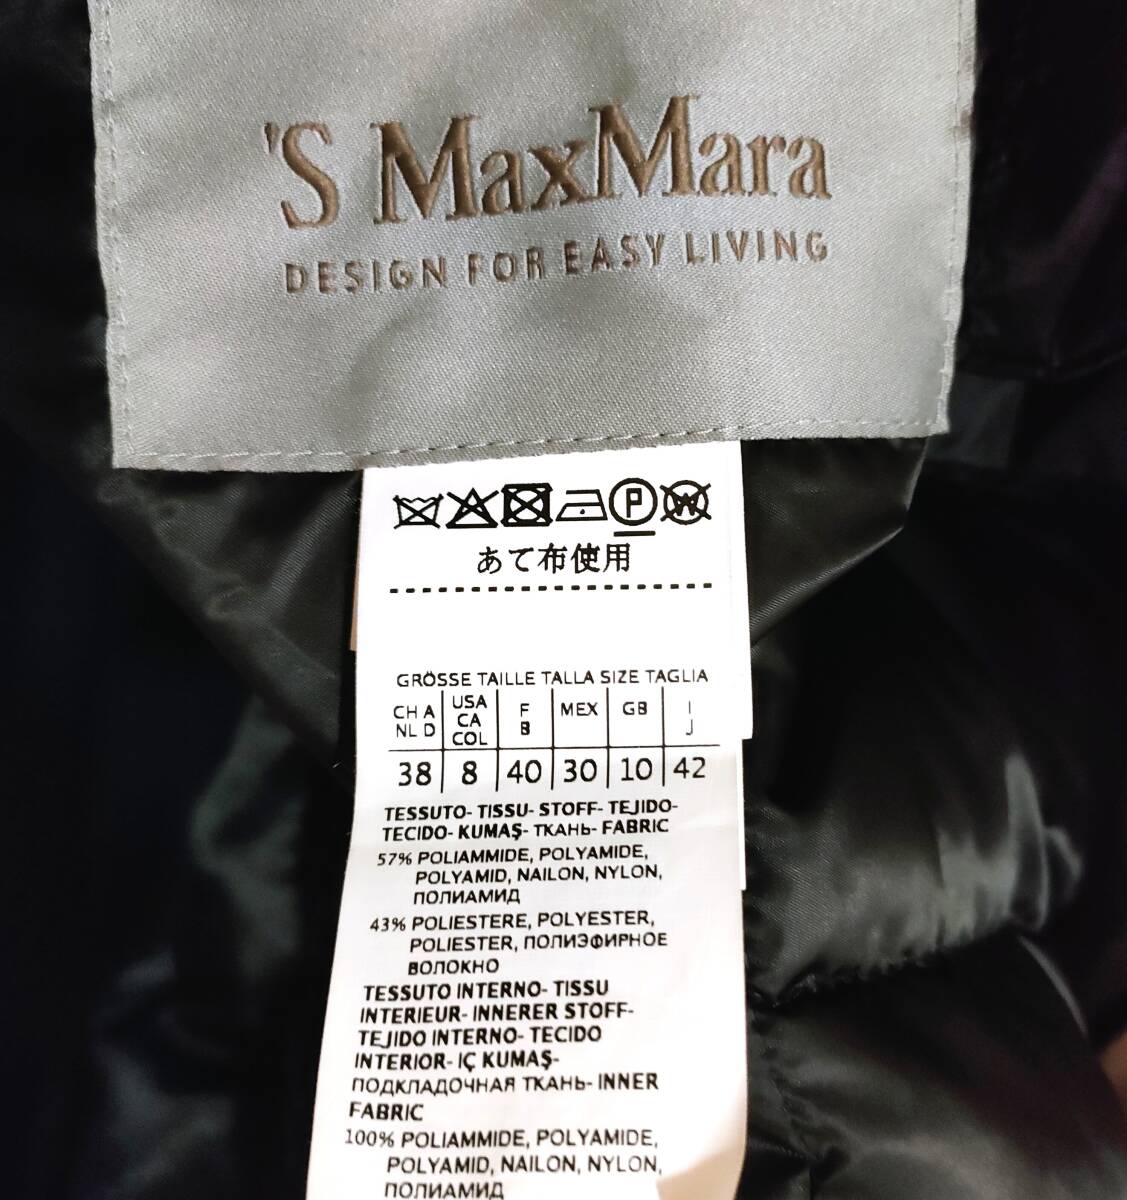 'S MaxMara
DESIGN FOR EASY LIVING
P W
あて布使用
GRÖSSE TAILLE TALLA SIZE TAGLIA
CH A NL D USA CA COL F B MEX GB I J
38 8 40 30 10 42
TESSUTO- TISSU- STOFF- TEJIDO-
TECIDO- KUMAŞ- ТКАНЬ- FABRIC
57% POLIAMMIDE, POLYAMIDE,
POLYAMID, NAILON, NYLON,
ПОЛИАМИД
43% POLIESTERE, POLYESTER,
POLIESTER, ПОЛИЭФИРНОЕ
ВОЛОКНО
TESSUTO INTERNO- TISSU
INTERIEUR- INNERER STOFF-
TEJIDO INTERNO- TECIDO
INTERIOR- IÇ KUMAŞ-
ПОДКЛАДОЧНАЯ ТКАНЬ- INNER
FABRIC
100% POLIAMMIDE, POLYAMIDE,
POLYAMID, NAILON, NYLON,
ПОЛИАМИД